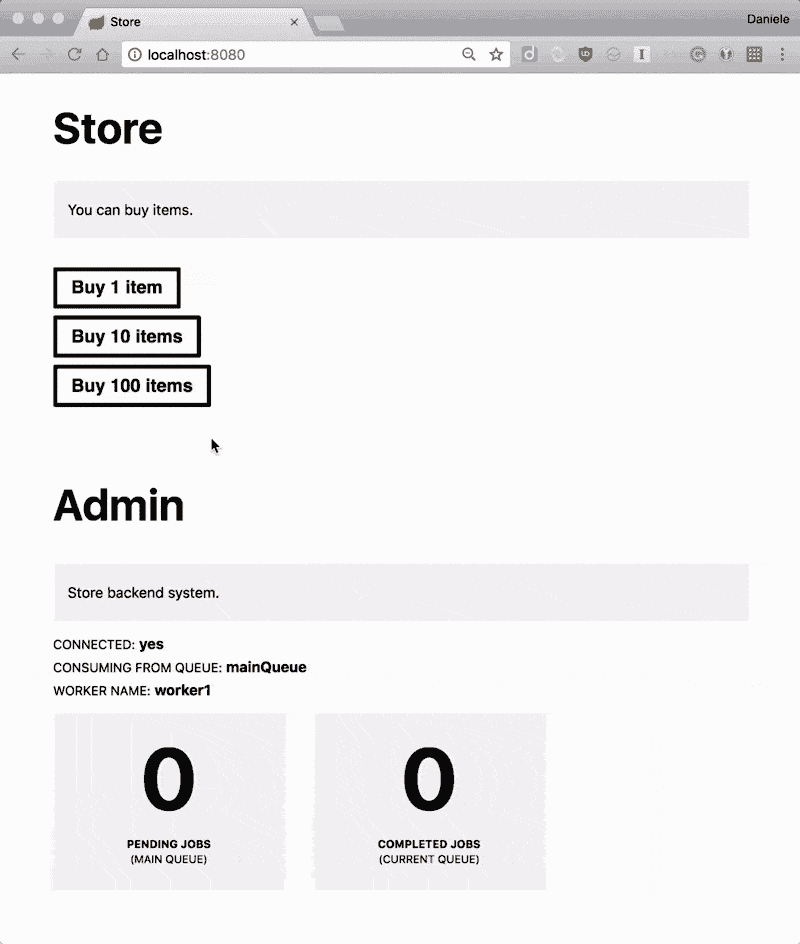 Store
Daniele
localhost:8080
Store
You can buy items.
Buy 1 item
Buy 10 items
Buy 100 items
Admin
Store backend system.
CONNECTED: yes
CONSUMING FROM QUEUE: mainQueue
WORKER NAME: worker1
0
PENDING JOBS
(MAIN QUEUE)
0
COMPLETED JOBS
(CURRENT QUEUE)